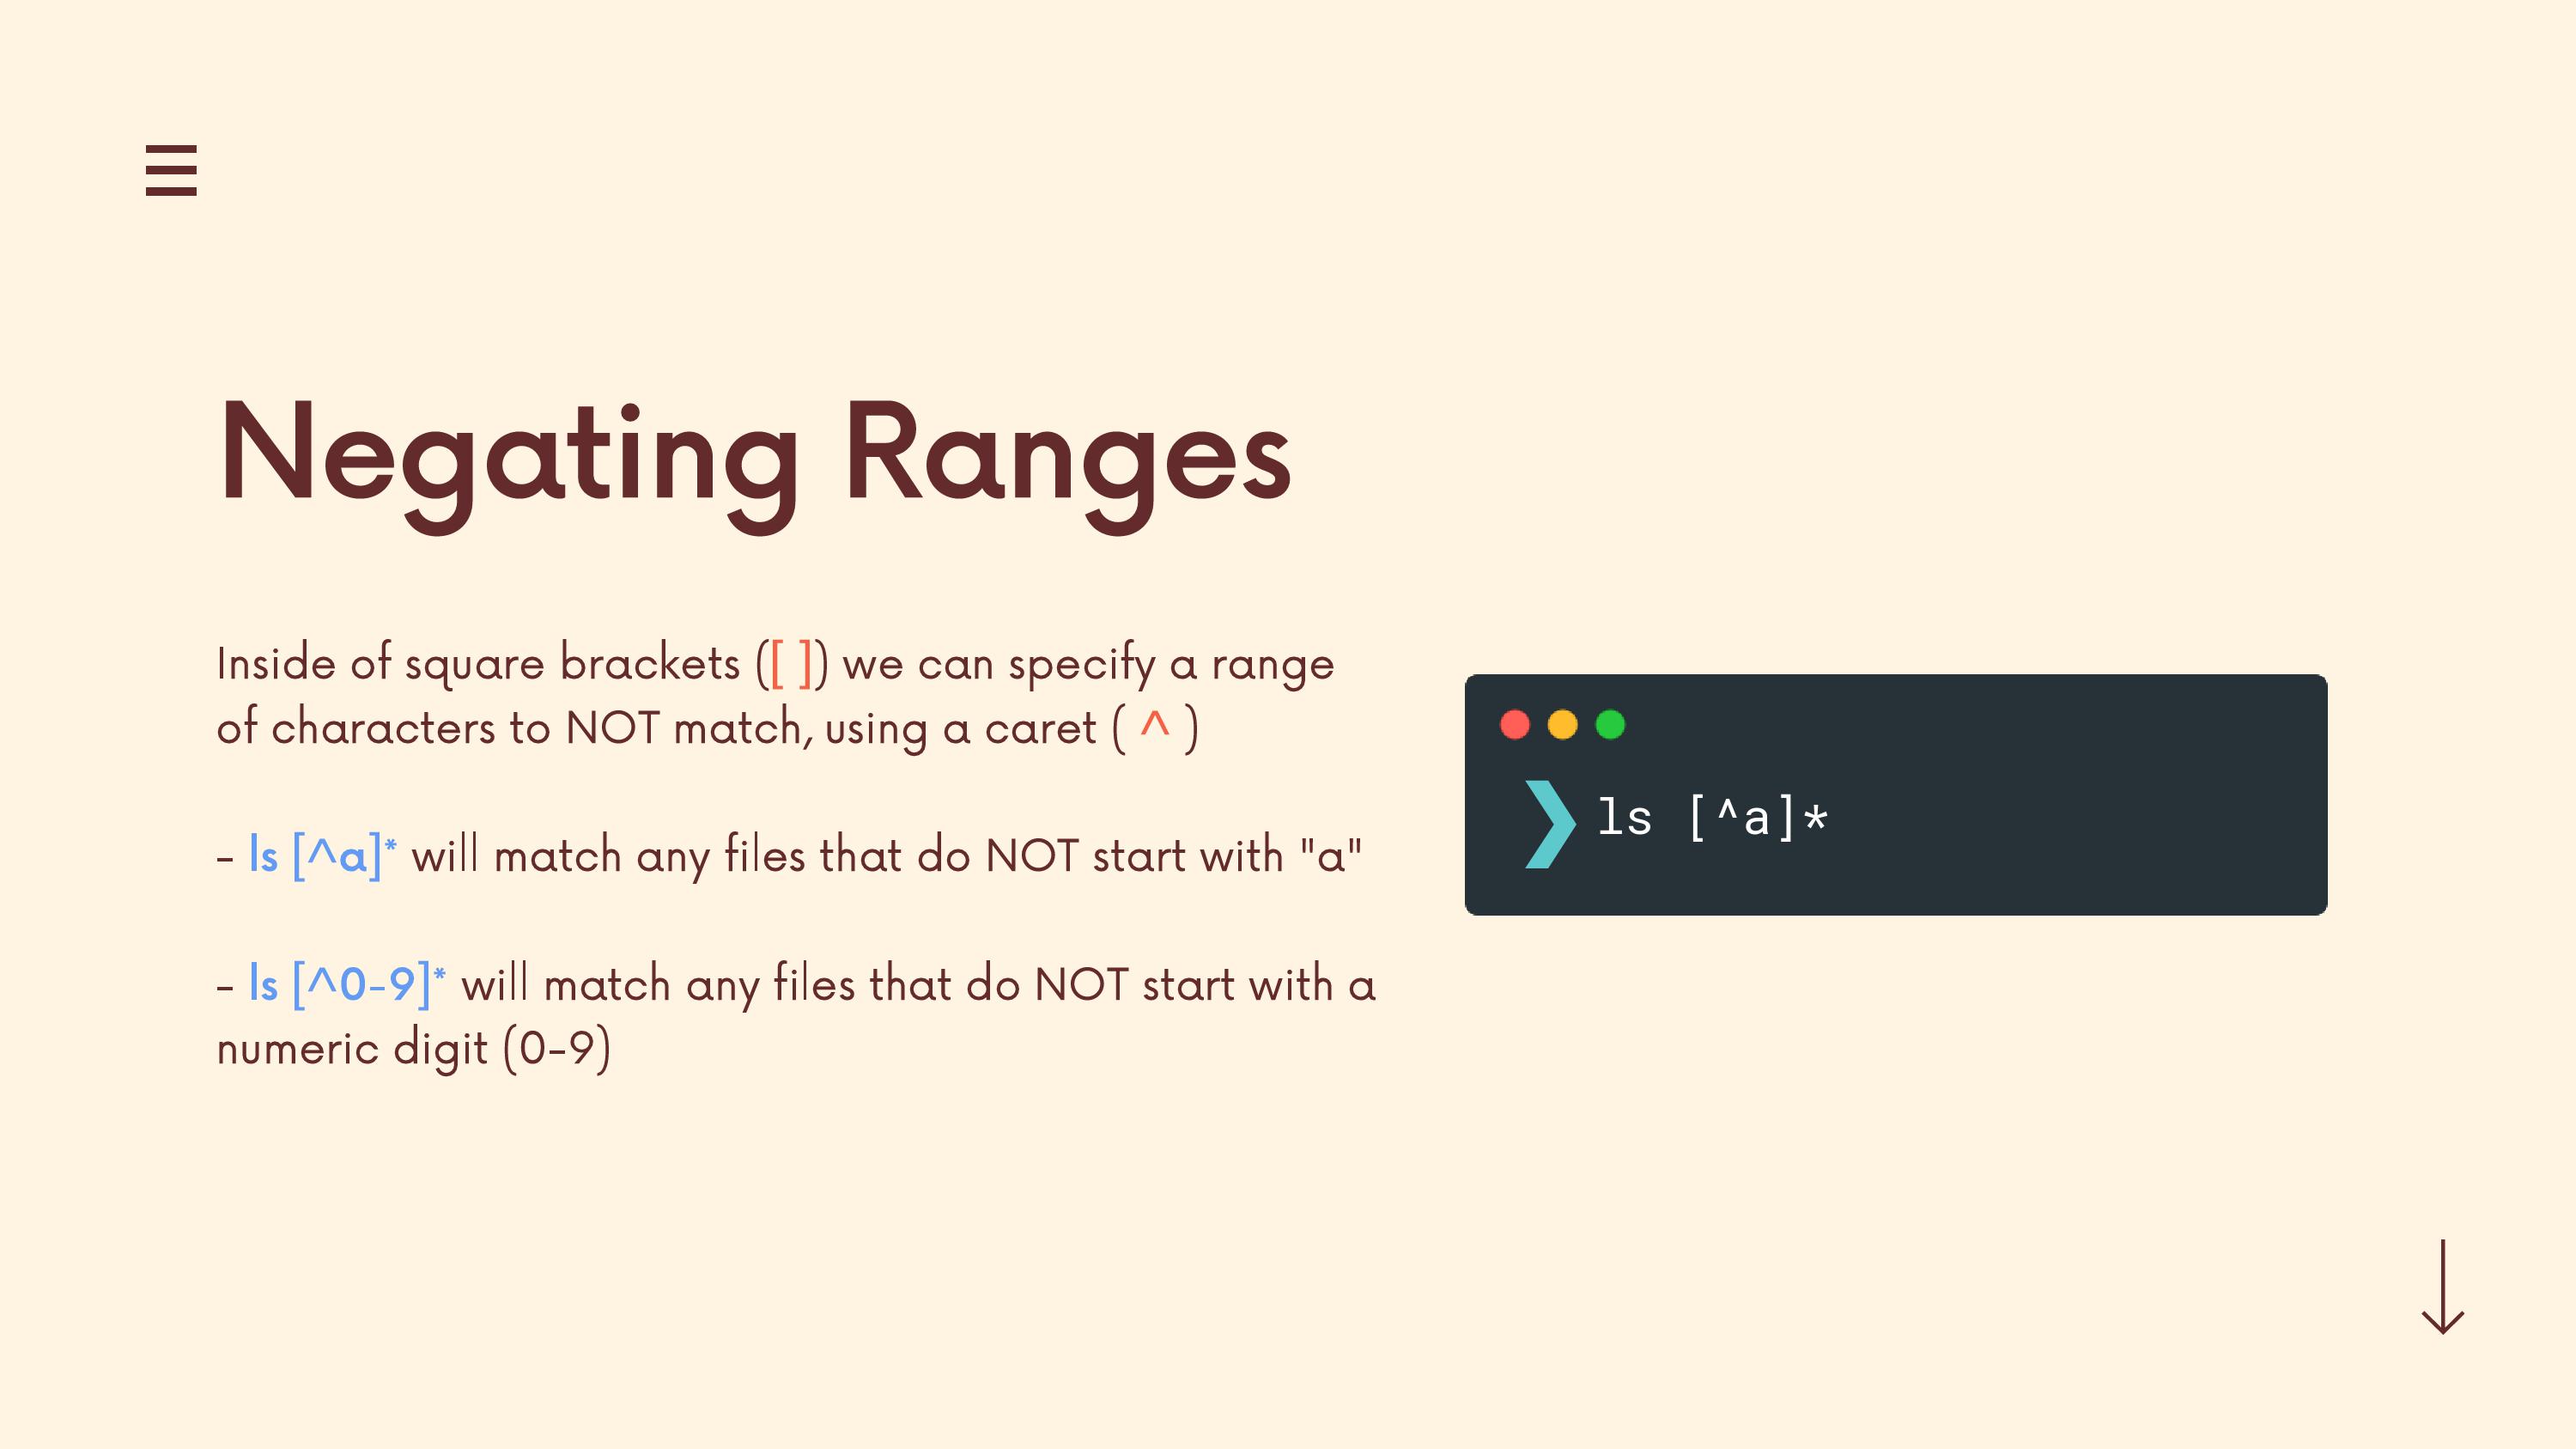 Negating Ranges
Inside of square brackets ([ ]) we can specify a range
of characters to NOT match, using a caret ( ^ )
- ls [^a]* will match any files that do NOT start with "a"
- ls [^0-9]* will match any files that do NOT start with a
numeric digit (0-9)
❯ ls [^a]*